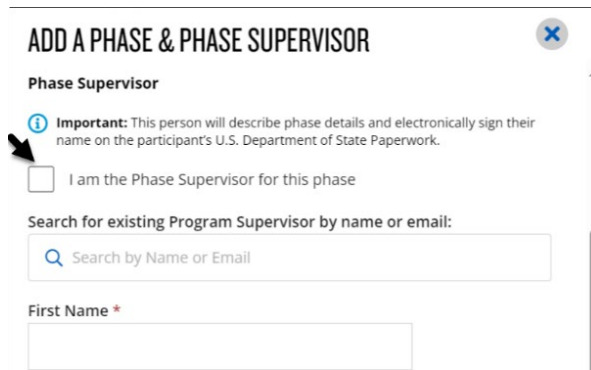 ADD A PHASE & PHASE SUPERVISOR
Phase Supervisor
Important: This person will describe phase details and electronically sign their
name on the participant's U.S. Department of State Paperwork.
I am the Phase Supervisor for this phase
Search for existing Program Supervisor by name or email:
Search by Name or Email
First Name *